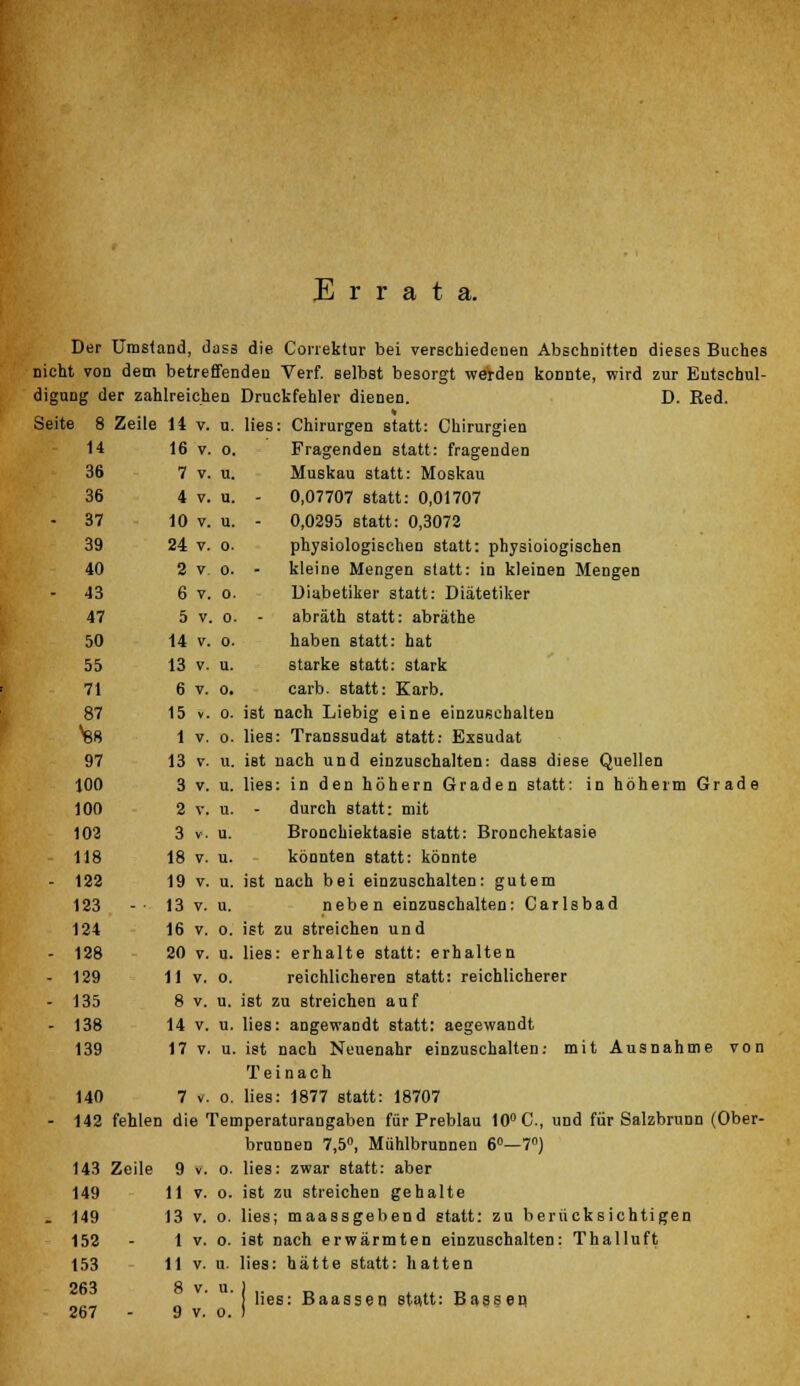 Errata.
Der Umstand, dass die Correktur bei verschiedenen Abschnitten dieses Buches
nicht von dem betreffenden Verf. selbst besorgt werden konnte, wird zur Entschul-
digung der zahlreichen Druckfehler dienen. D. Red.
Seite 8 Zeile 14 v. u. lies: Chirurgen statt: Chirurgien
14 16 v. o. Fragenden statt: fragenden
36 7 v. u. Muskau statt: Moskau
36 4 v. u. - 0,07707 statt: 0,01707
- 37 10 v. u. - 0,0295 statt: 0,3072
39 24 v. o. physiologischen statt: physioiogischen
40 2 v. o. - kleine Mengen statt: in kleinen Mengen
- 43 6 v. o. Diabetiker statt: Diätetiker
47 5 v. o. - abräth statt: abräthe
50 14 v. o. haben statt: hat
55 13 v. u. starke statt: stark
71 6 v. o. carb. statt: Karb.
87 15 v. o. ist nach Liebig eine einzuschalten
88 1 v. o. lies: Transsudat statt: Exsudat
97 13 v. u. ist nach und einzuschalten: dass diese Quellen
100 3 v. u. lies: in den höhern Graden statt: in höherm Grade
100 2 v. u. - durch statt: mit
102 3 v. u. Bronchiektasie statt: Bronchektasie
118 18 v. u. könnten statt: könnte
- 122 19 v. u. ist nach bei einzuschalten: gutem
123 - 13 v. u. neben einzuschalten: Carlsbad
124 16 v. o. ist zu streichen und
- 128 20 v. u. lies: erhalte statt: erhalten
- 129 11 v. o. reichlicheren statt: reichlicherer
- 135 8 v. u. ist zu streichen auf
- 138 14 v. u. lies: angewandt statt: aegewandt
139 17 v. u. ist nach Neuenahr einzuschalten: mit Ausnahme von
Teinach
140 7 v. o. lies: 1877 statt: 18707
- 142 fehlen die Temperaturangaben für Preblau 10° C., und für Salzbrunn (Ober-
brunnen 7,5°, Mühlbrunnen 6°—7°)
143 Zeile 9 v. o. lies: zwar statt: aber
149 11 v. o. ist zu streichen gehalte
- 149 13 v. o. lies; maassgebend statt: zu berücksichtigen
152 - 1 v. o. ist nach erwärmten einzuschalten: Thalluft
153 11 v. u. lies: hätte statt: hatten
263 8 v. u. } lies: Baassen statt: Bassen
267 - 9 v. o. }